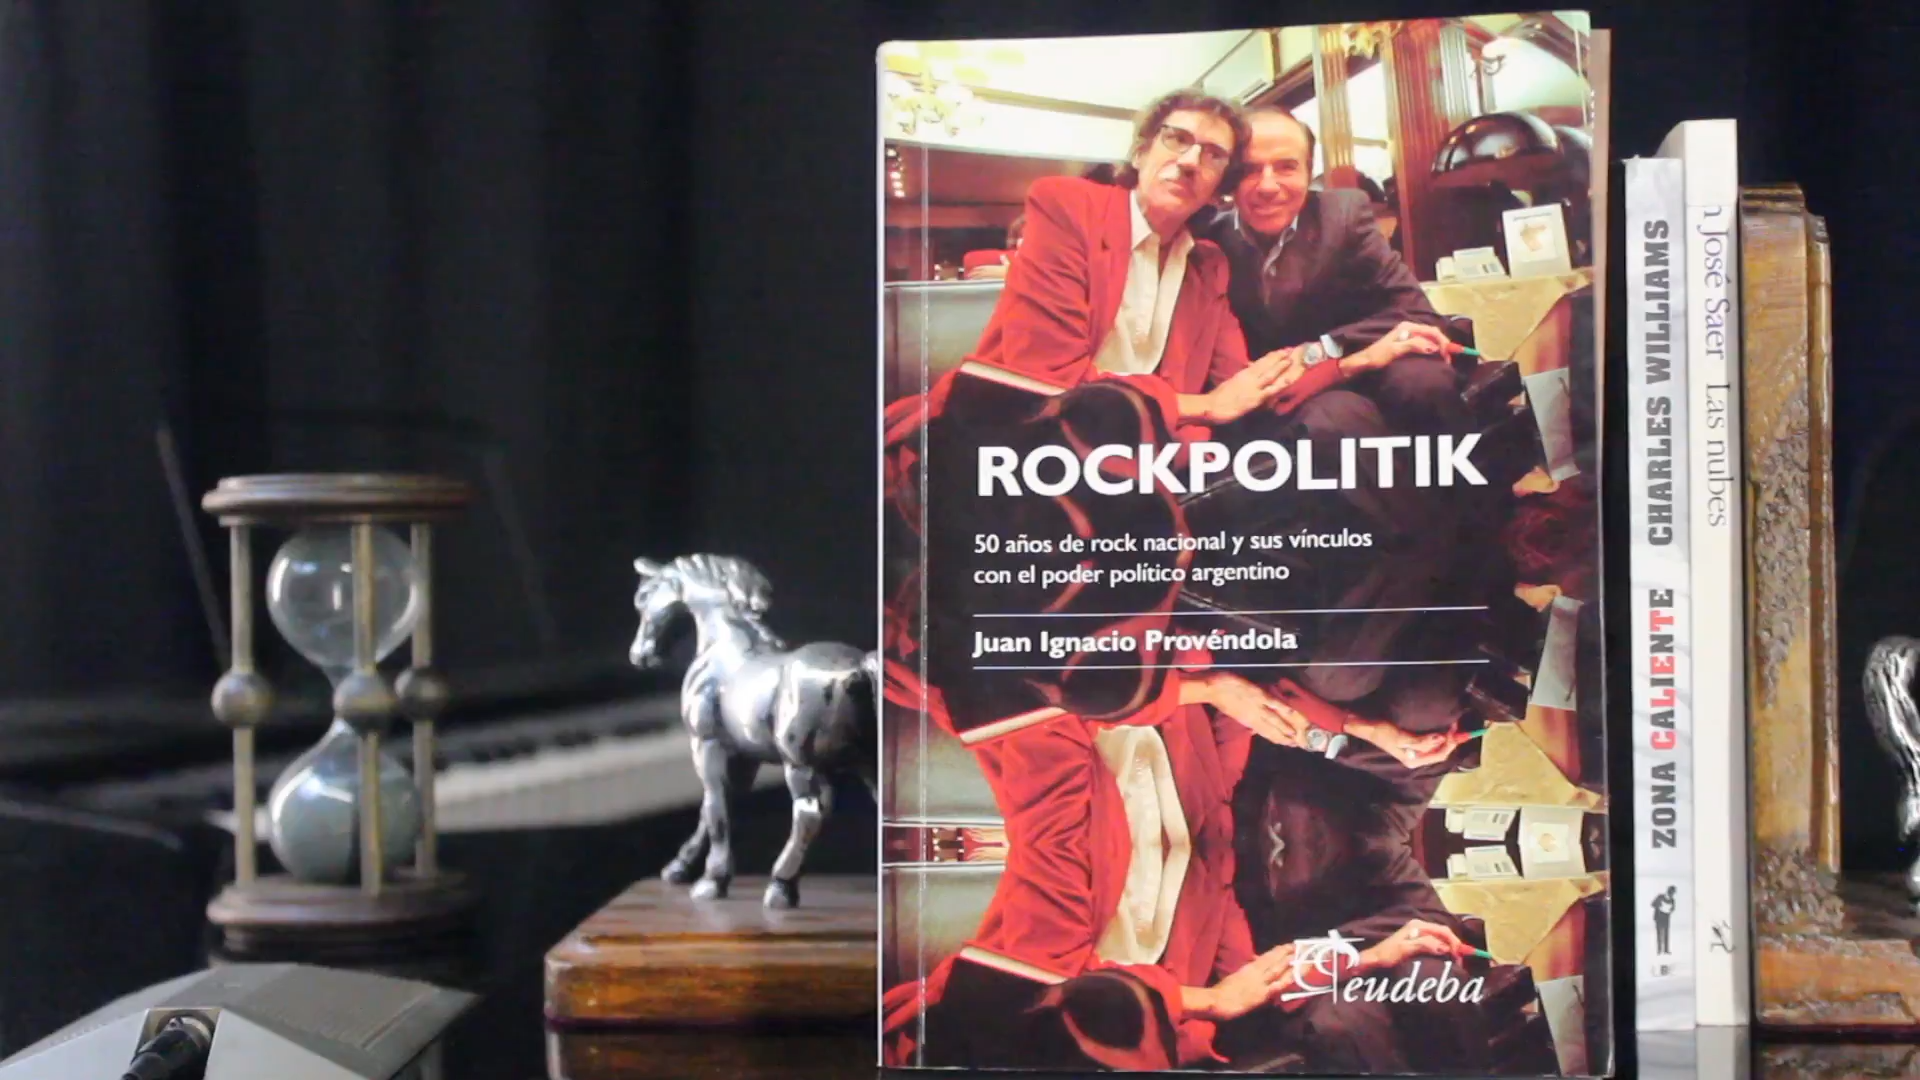 ROCKPOLITIK
50 años de rock nacional y sus vínculos
con el poder político argentino
Juan Ignacio Provéndola
eudeba
ZONA CALIENTE CHARLES WILLIAMS
n José Saer Las nubes